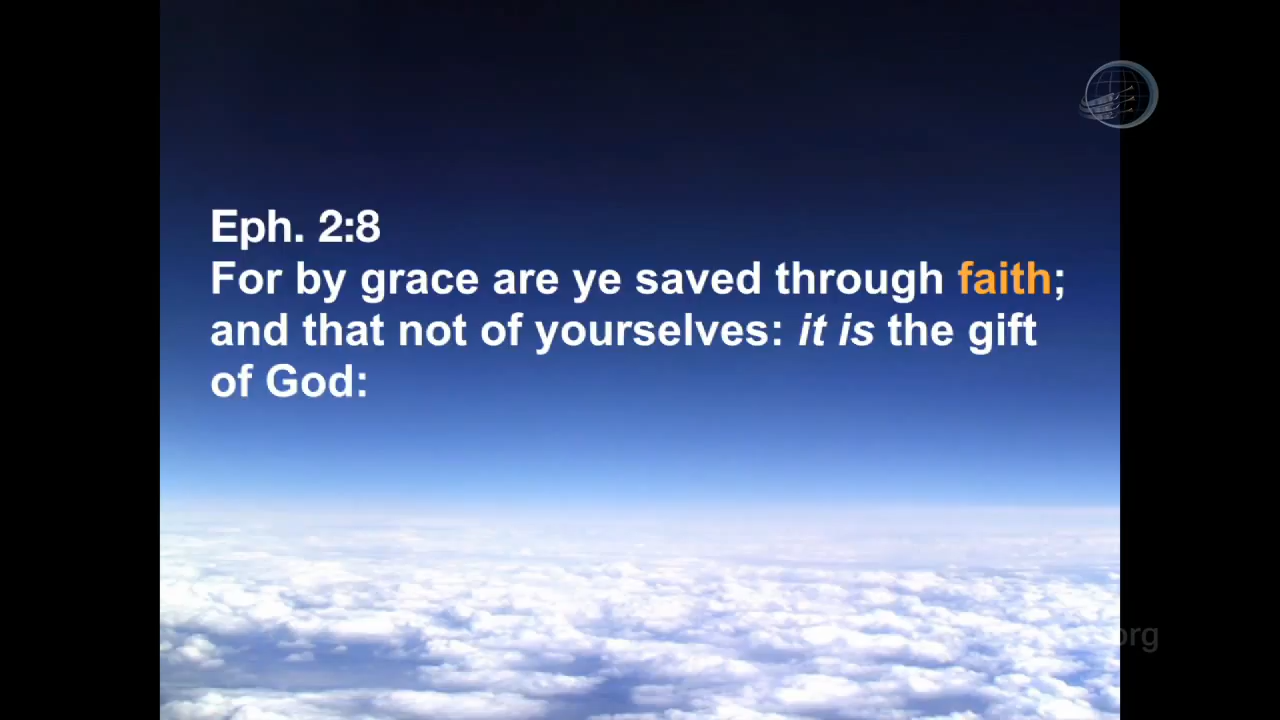 Eph. 2:8
For by grace are ye saved through faith;
and that not of yourselves: it is the gift
of God:
org